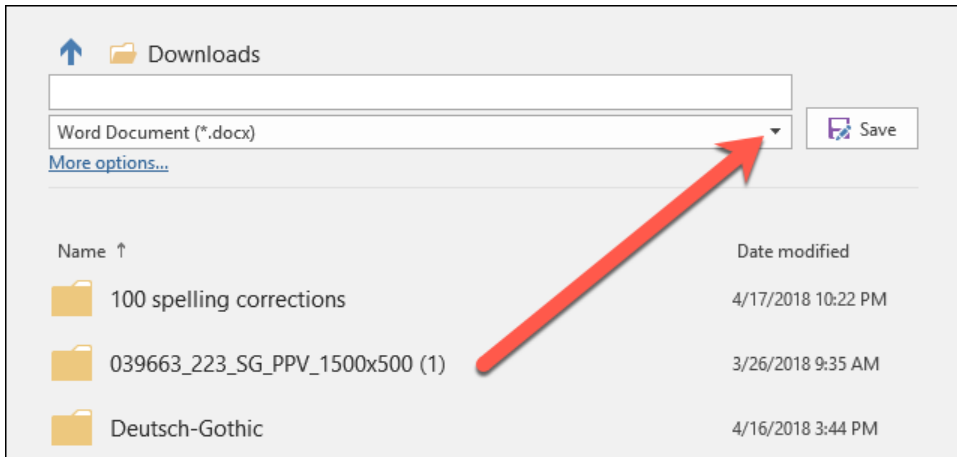 Downloads
Word Document (*.docx)
Save
More options...
Name ↑ Date modified
100 spelling corrections 4/17/2018 10:22 PM
039663_223_SG_PPV_1500x500 (1) 3/26/2018 9:35 AM
Deutsch-Gothic 4/16/2018 3:44 PM